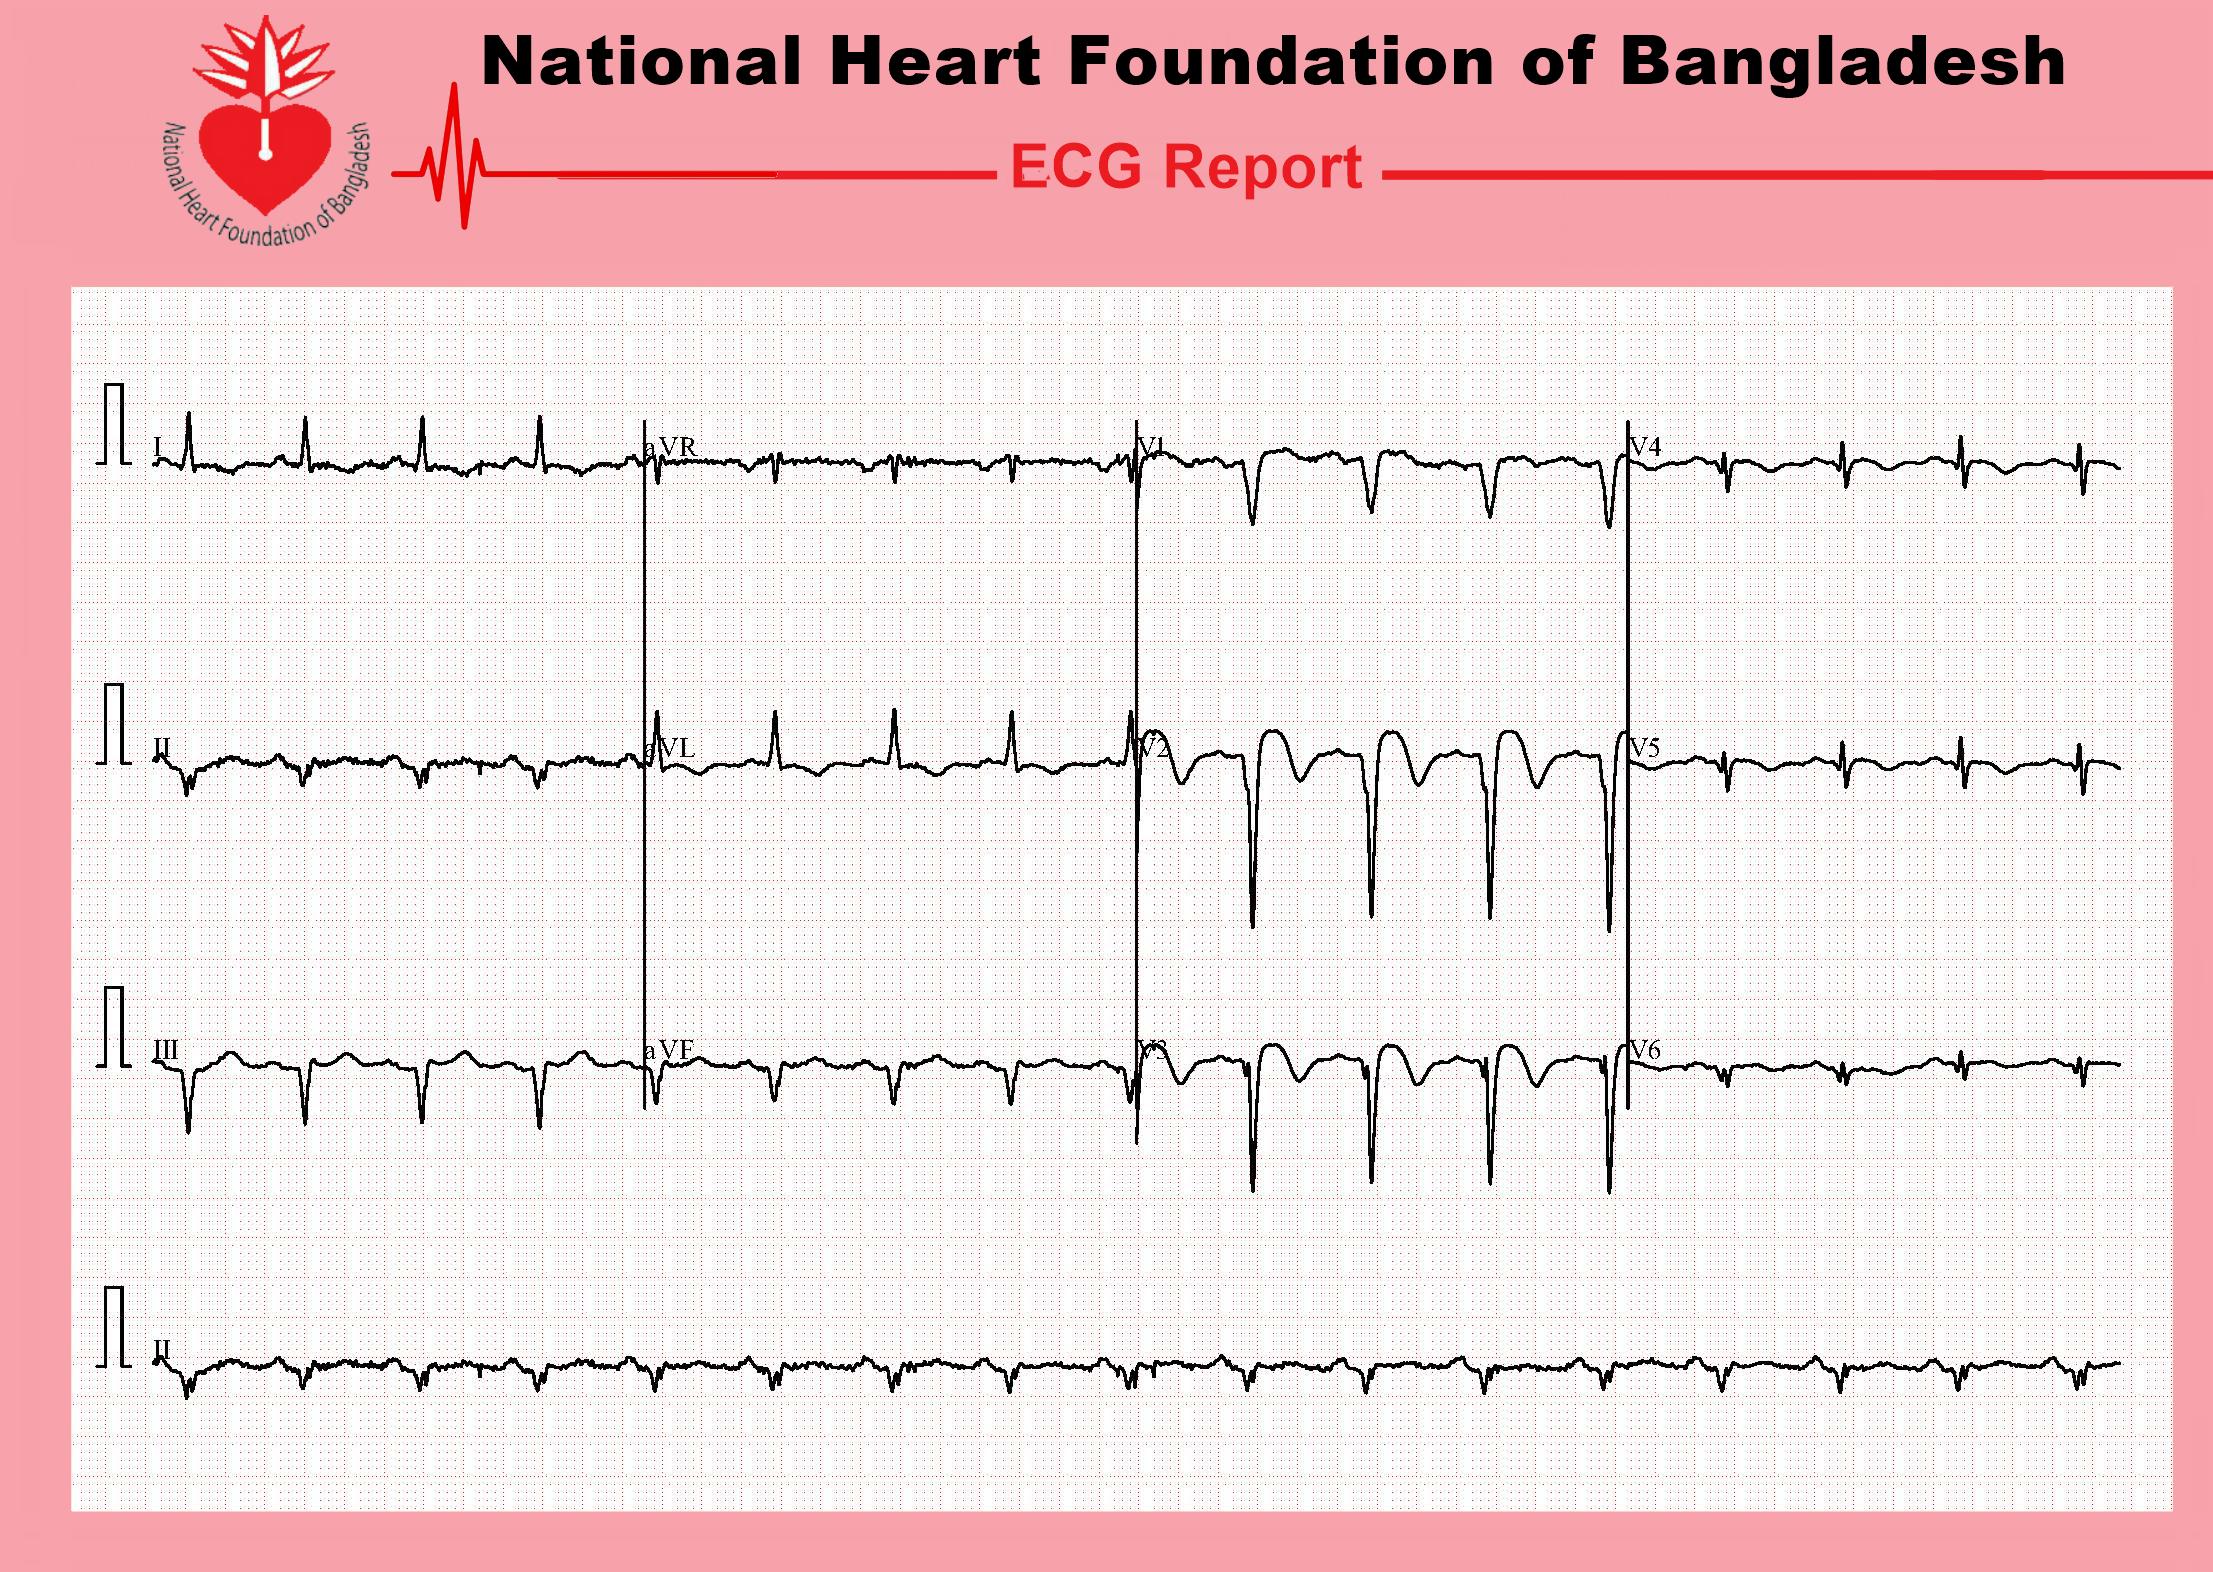 National Heart Foundation of Bangladesh
National Heart Foundation of Bangladesh
ECG Report
I aVR V1 V4
II aVL V2 V5
III aVF V3 V6
II